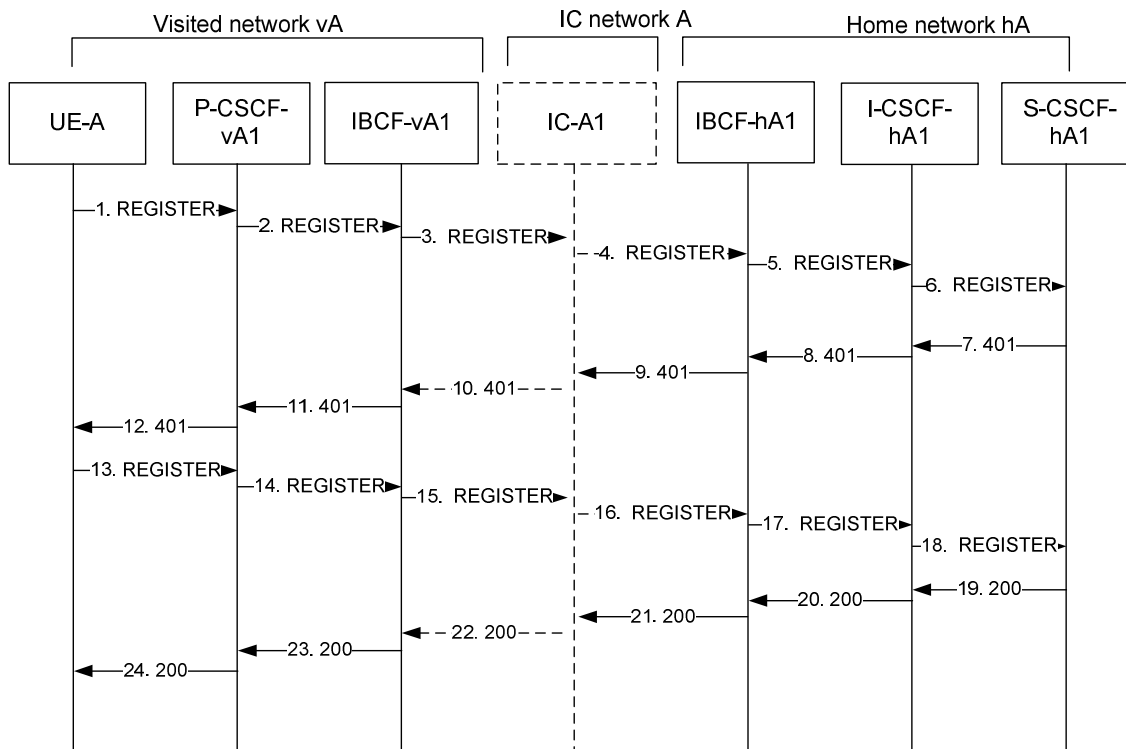 Visited network vA
IC network A
Home network hA
UE-A
P-CSCF-
vA1
IBCF-vA1
IC-A1
IBCF-hA1
I-CSCF-
hA1
S-CSCF-
hA1
1. REGISTER
2. REGISTER
3. REGISTER
4. REGISTER
5. REGISTER
6. REGISTER
7. 401
8. 401
9. 401
10. 401
11. 401
12. 401
13. REGISTER
14. REGISTER
15. REGISTER
16. REGISTER
17. REGISTER
18. REGISTER
19. 200
20. 200
21. 200
22. 200
23. 200
24. 200